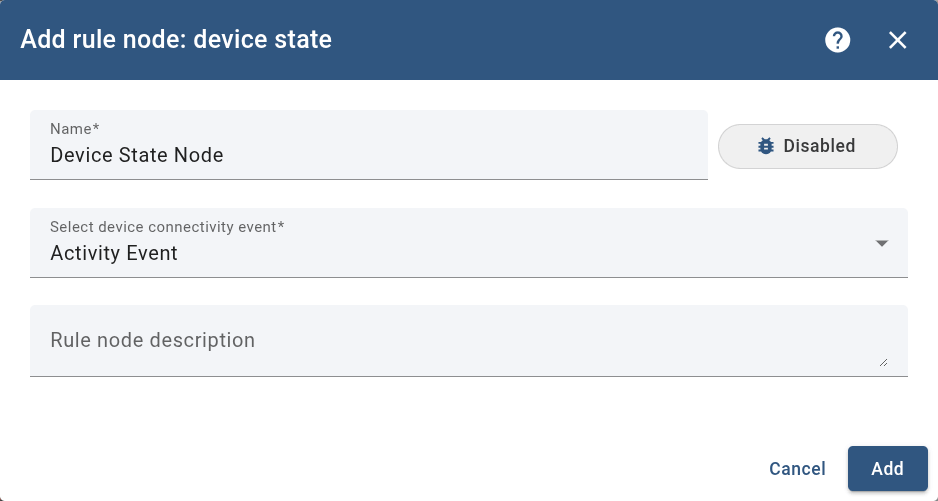 Add rule node: device state
Name*
Device State Node
Disabled
Select device connectivity event*
Activity Event
Rule node description
Cancel
Add